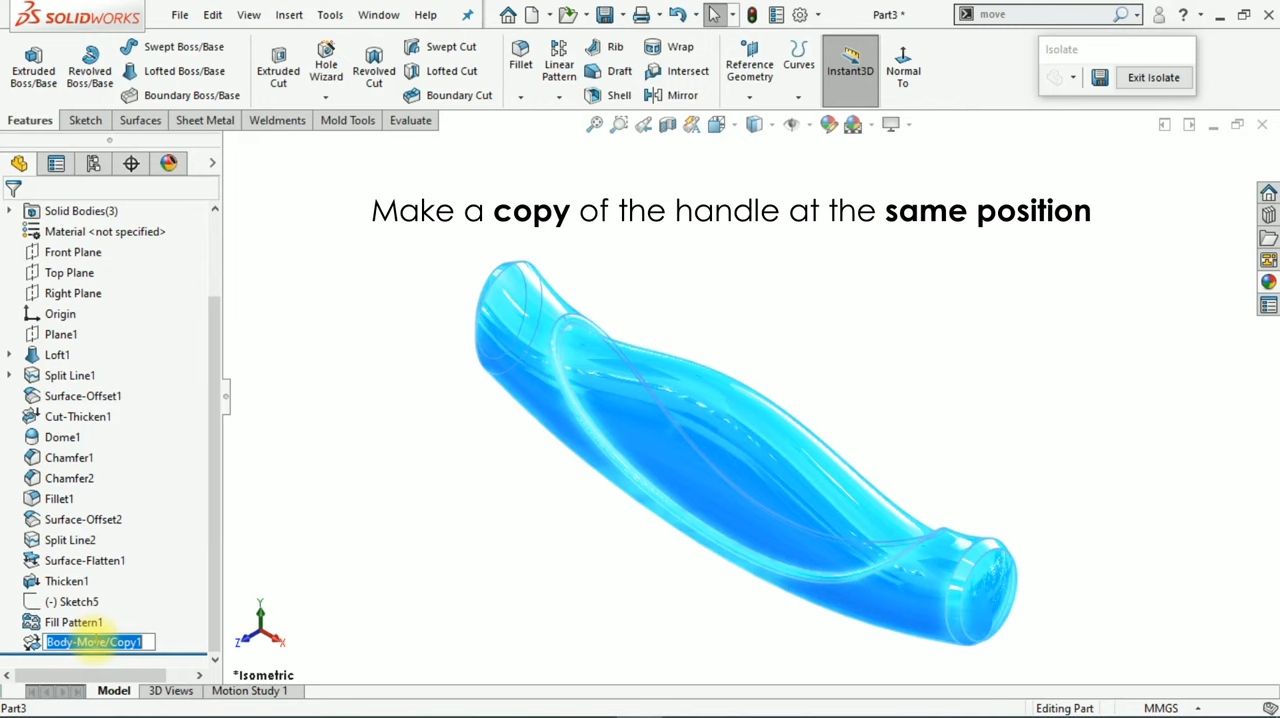 SOLIDWORKS
File Edit View Insert Tools Window Help
Part3 *
move
Extruded Boss/Base
Revolved Boss/Base
Swept Boss/Base
Lofted Boss/Base
Boundary Boss/Base
Extruded Cut
Hole Wizard
Revolved Cut
Swept Cut
Lofted Cut
Boundary Cut
Fillet
Linear Pattern
Rib
Draft
Shell
Wrap
Intersect
Mirror
Reference Geometry
Curves
Instant3D
Normal To
Isolate
Exit Isolate
Features Sketch Surfaces Sheet Metal Weldments Mold Tools Evaluate
Solid Bodies(3)
Material <not specified>
Front Plane
Top Plane
Right Plane
Origin
Plane1
Loft1
Split Line1
Surface-Offset1
Cut-Thicken1
Dome1
Chamfer1
Chamfer2
Fillet1
Surface-Offset2
Split Line2
Surface-Flatten1
Thicken1
(-) Sketch5
Fill Pattern1
Body-Move/Copy1
Make a copy of the handle at the same position
Y
Z X
*Isometric
Model 3D Views Motion Study 1
Part3 Editing Part MMGS